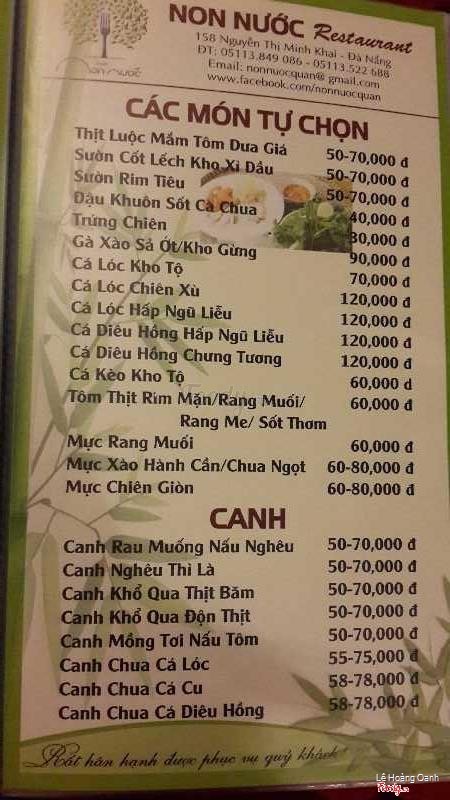 NON NƯỚC Restaurant
158 Nguyễn Thị Minh Khai - Đà Nẵng
ĐT: 05113.849 086 - 05113.522 688
Email: nonnuocquan@ gmail.com
www.facebook.com/nonnuocquan
Non Nước
CÁC MÓN TỰ CHỌN
Thịt Luộc Mắm Tôm Dưa Giá 50-70,000 đ
Sườn Cốt Lếch Kho Xì Dầu 50-70,000 đ
Sườn Rim Tiêu 50-70,000 đ
Đậu Khuôn Sốt Cà Chua 40,000 đ
Trứng Chiên 30,000 đ
Gà Xào Sả Ớt/Kho Gừng 90,000 đ
Cá Lóc Kho Tộ 70,000 đ
Cá Lóc Chiên Xù 120,000 đ
Cá Lóc Hấp Ngũ Liễu 120,000 đ
Cá Diêu Hồng Hấp Ngũ Liễu 120,000 đ
Cá Diêu Hồng Chưng Tương 120,000 đ
Cá Kèo Kho Tộ 60,000 đ
Tôm Thịt Rim Mặn/Rang Muối/ 60,000 đ
Rang Me/ Sốt Thơm
Mực Rang Muối 60,000 đ
Mực Xào Hành Cần/Chua Ngọt 60-80,000 đ
Mực Chiên Giòn 60-80,000 đ
CANH
Canh Rau Muống Nấu Nghêu 50-70,000 đ
Canh Nghêu Thì Là 50-70,000 đ
Canh Khổ Qua Thịt Băm 50-70,000 đ
Canh Khổ Qua Độn Thịt 50-70,000 đ
Canh Mồng Tơi Nấu Tôm 50-70,000 đ
Canh Chua Cá Lóc 55-75,000 đ
Canh Chua Cá Cu 58-78,000 đ
Canh Chua Cá Diêu Hồng 58-78,000 đ
Rất hân hạnh được phục vụ quý khách!
Lê Hoàng Oanh
Foody.vn